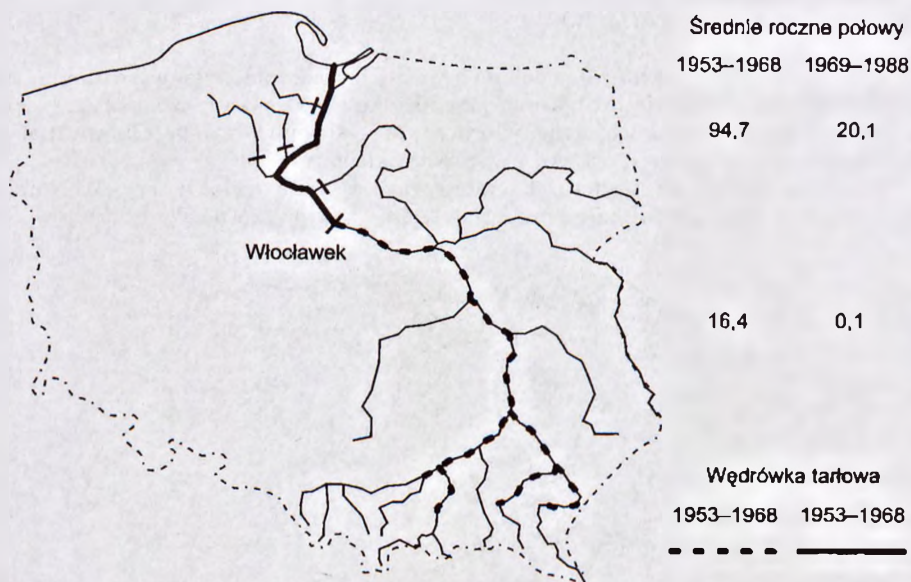 Średnie roczne połowy
1953–1968 1969–1988
94,7 20,1
Włocławek
16,4 0,1
Wędrówka tarłowa
1953–1968 1953–1968